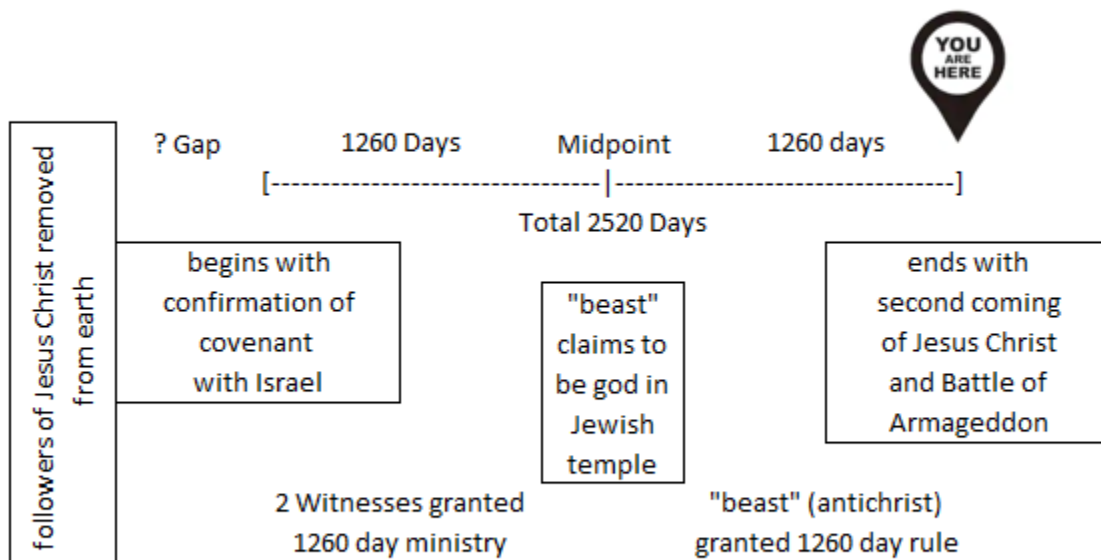 YOU
ARE
HERE
followers of Jesus Christ removed
from earth
? Gap 1260 Days Midpoint 1260 days
[---------------------------------|----------------------------------]
Total 2520 Days
begins with
confirmation of
covenant
with Israel
"beast"
claims to
be god in
Jewish
temple
ends with
second coming
of Jesus Christ
and Battle of
Armageddon
2 Witnesses granted
1260 day ministry
"beast" (antichrist)
granted 1260 day rule